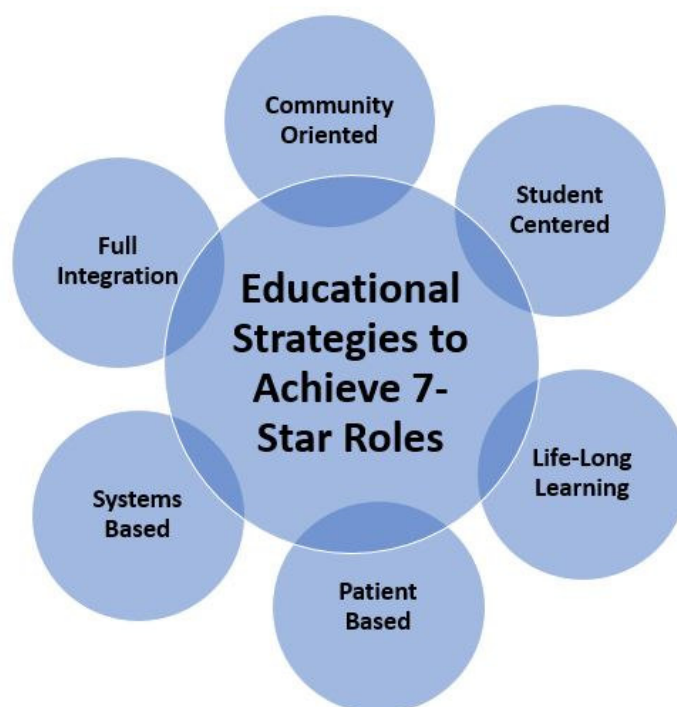 Community
Oriented
Student
Centered
Full
Integration
Educational
Strategies to
Achieve 7-
Star Roles
Life-Long
Learning
Systems
Based
Patient
Based